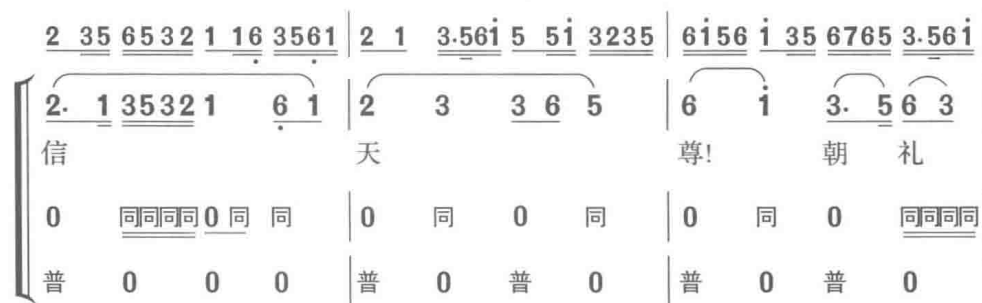 2 35 6532 1 16 3561 | 2 1 3·561 5 51 3235 | 6156 1 35 6765 3·561
2· 1 3532 1 6 1 | 2 3 3 6 5 | 6 1 3· 5 6 3
信 天 尊! 朝 礼
0 同同同同 0 同 同 | 0 同 0 同 | 0 同 0 同同同同
普 0 0 0 | 普 0 普 0 | 普 0 普 0